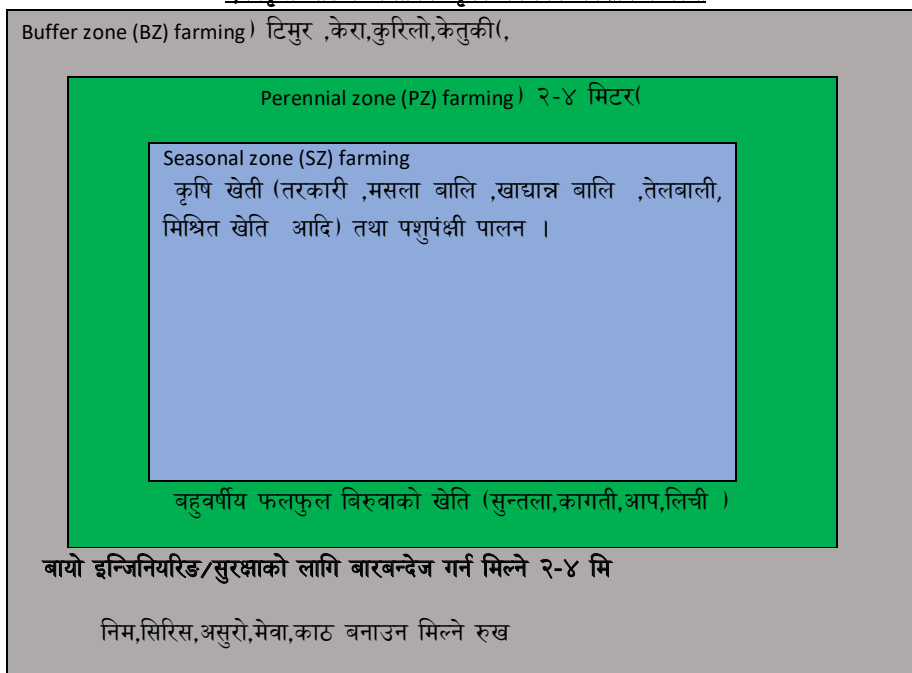 Buffer zone (BZ) farming) टिमुर ,केरा,कुरिलो,केतुकी(,
Perennial zone (PZ) farming) २-४ मिटर(
Seasonal zone (SZ) farming
कृषि खेती (तरकारी ,मसला बालि ,खाद्यान्न बालि ,तेलबाली,
मिश्रित खेति आदि) तथा पशुपंक्षी पालन ।
बहुवर्षीय फलफुल बिरुवाको खेति (सुन्तला,कागती,आप,लिची )
बायो इन्जिनियरिङ/सुरक्षाको लागि बारबन्देज गर्न मिल्ने २-४ मि
निम,सिरिस,असुरो,मेवा,काठ बनाउन मिल्ने रुख